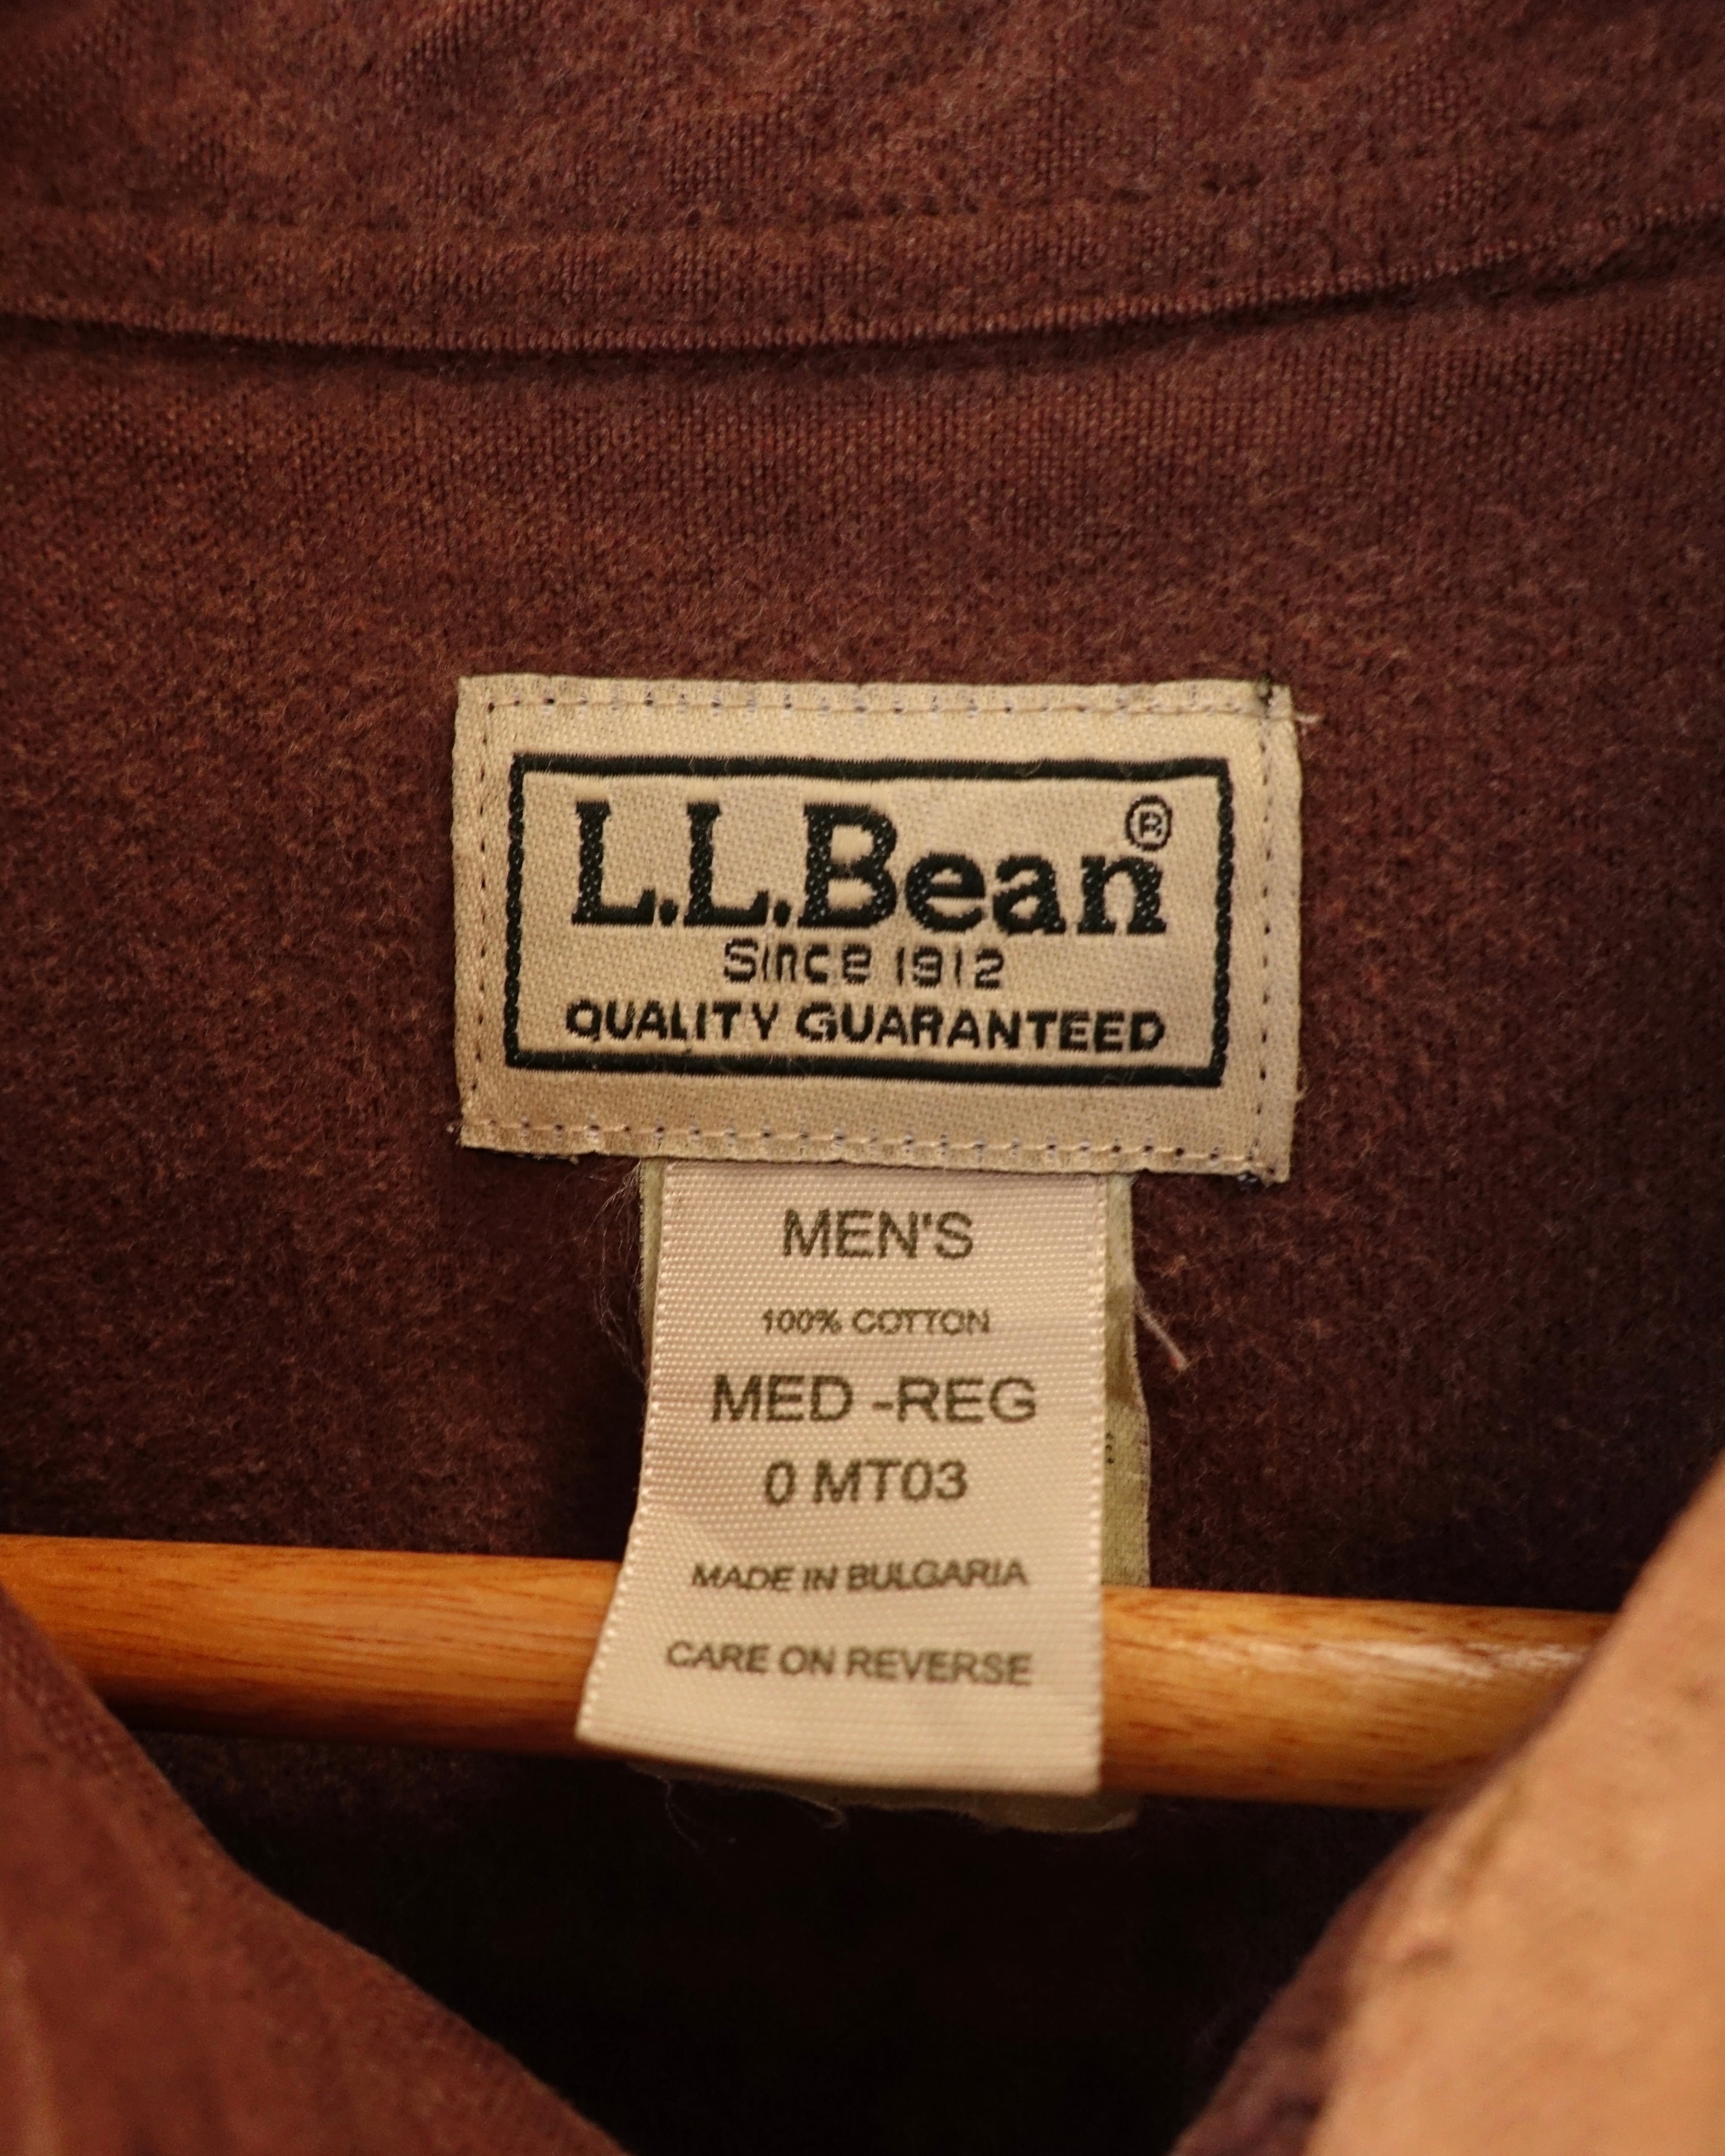 L.L.Bean®
Since 1912
QUALITY GUARANTEED
MEN'S
100% COTTON
MED -REG
0 MT03
MADE IN BULGARIA
CARE ON REVERSE